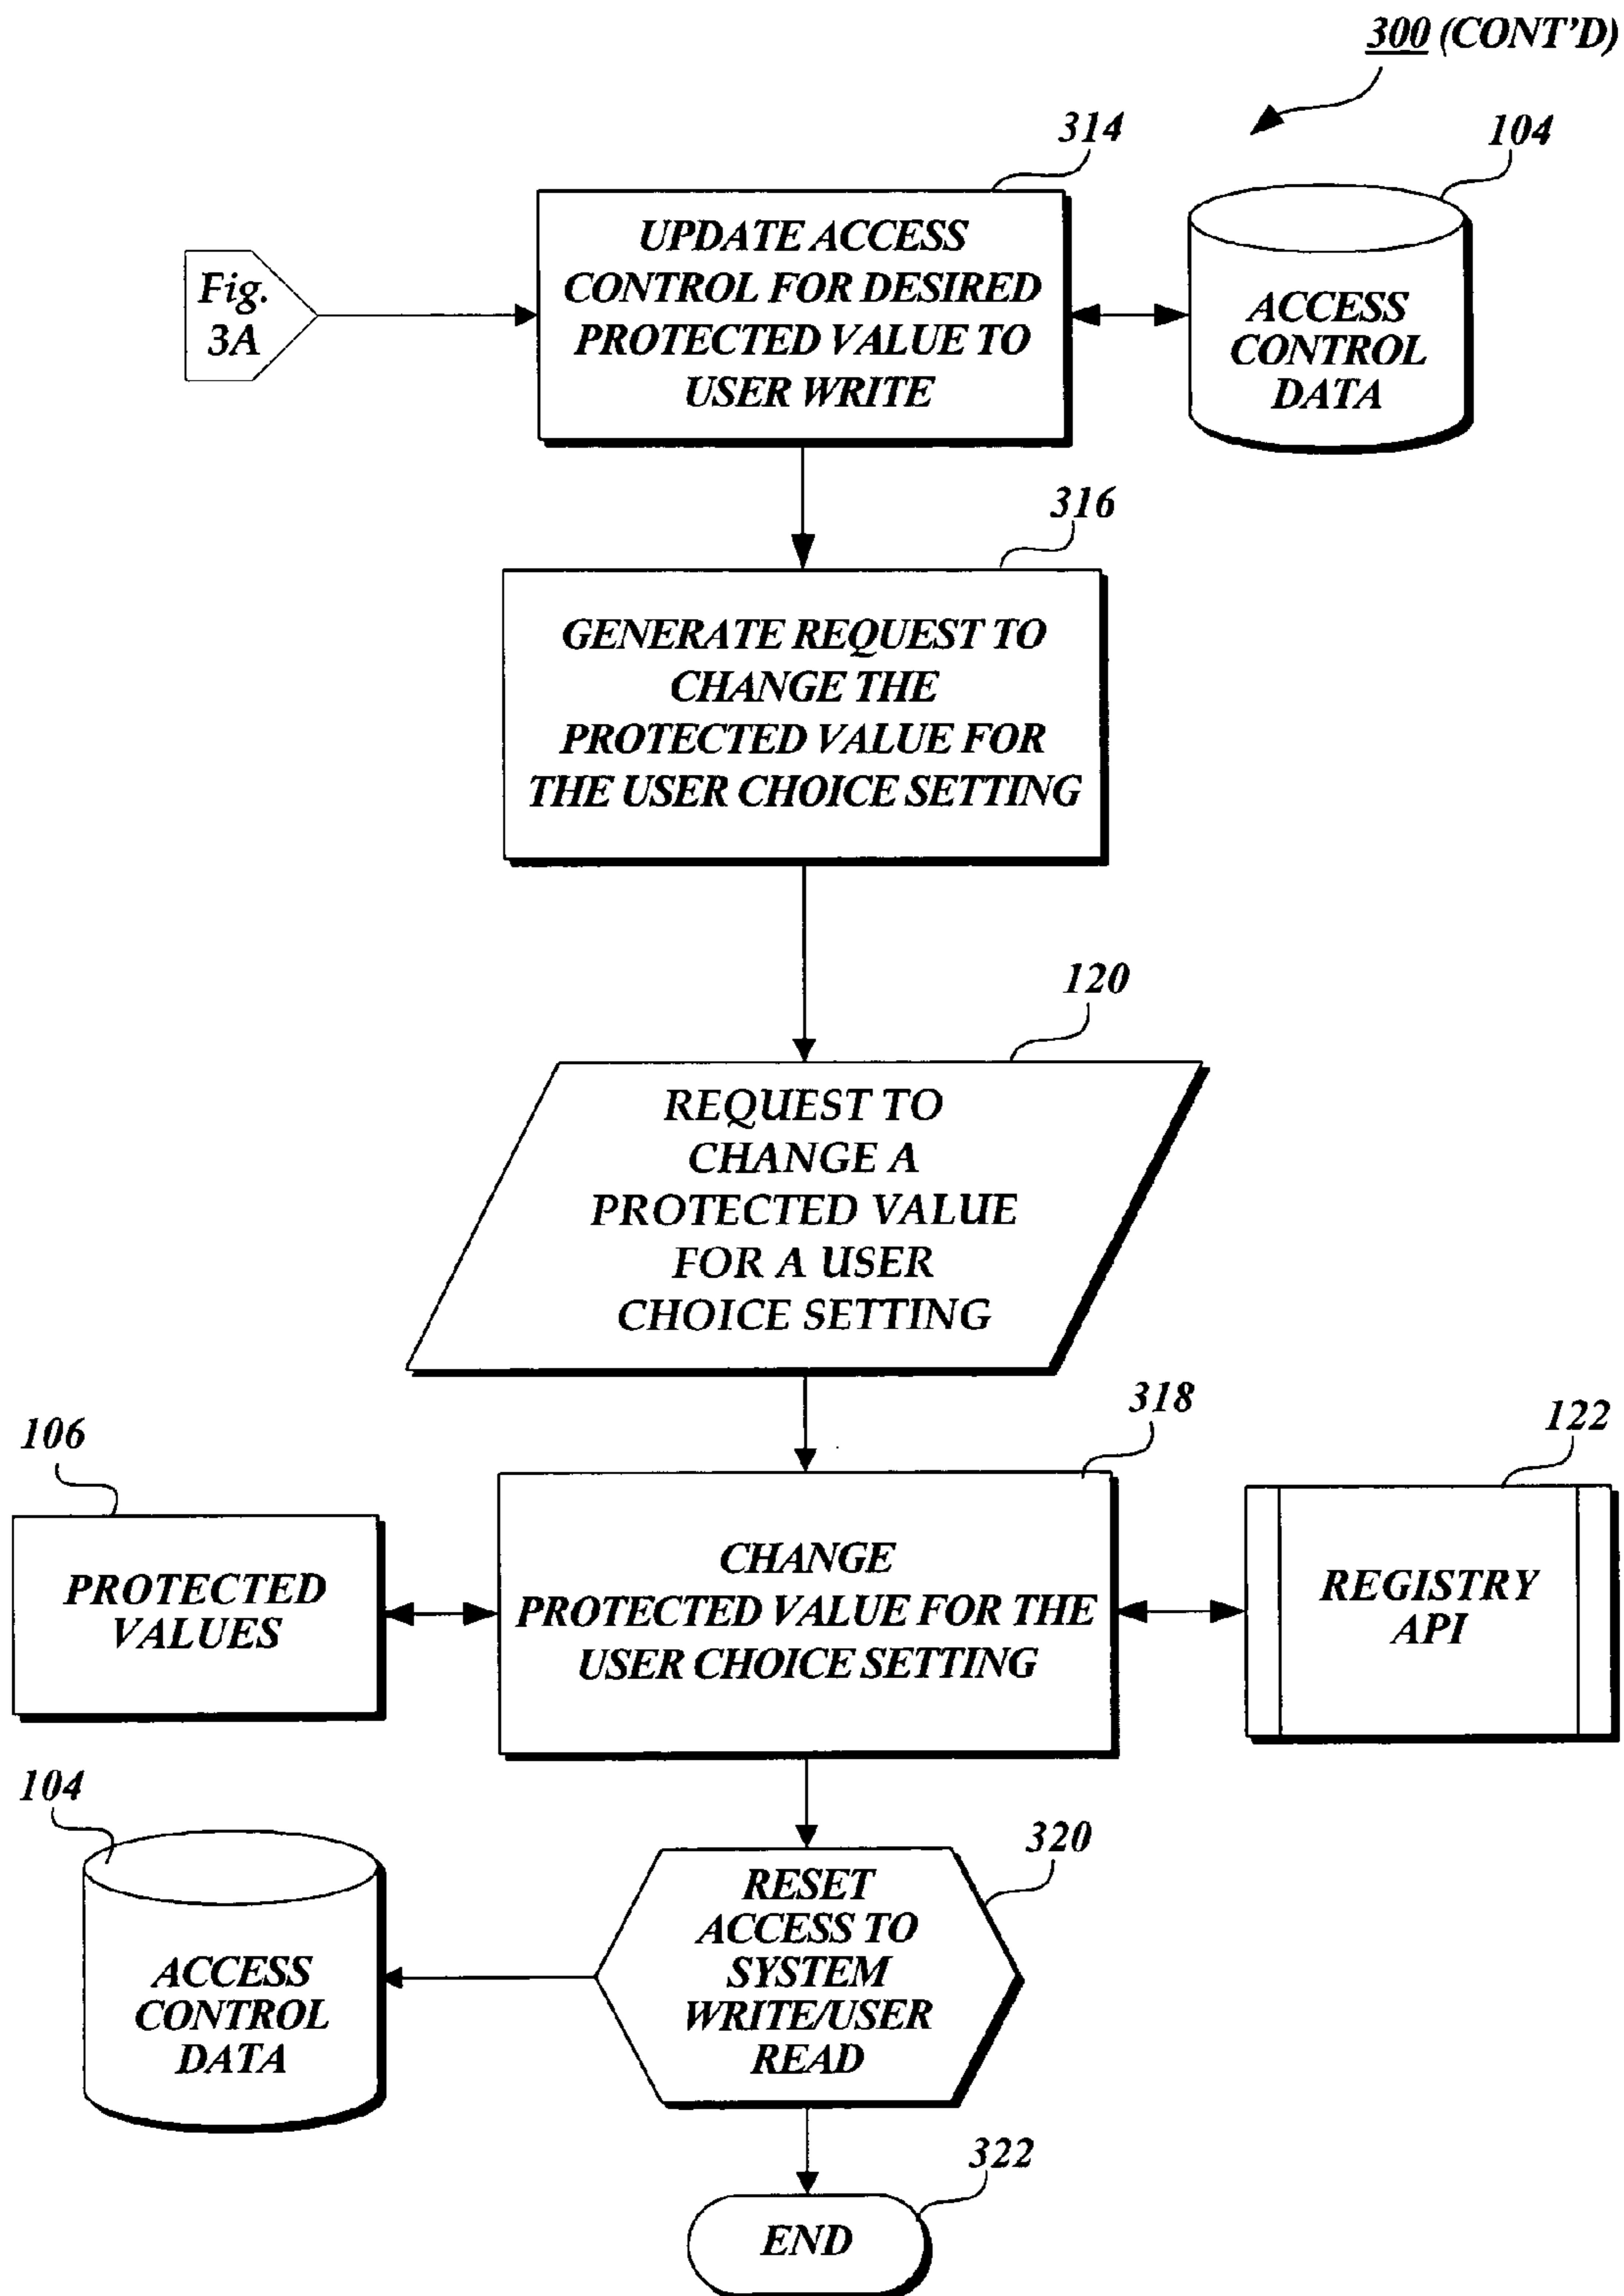 300 (CONT'D)
314
104
UPDATE ACCESS
CONTROL FOR DESIRED
PROTECTED VALUE TO
USER WRITE
Fig.
3A
ACCESS
CONTROL
DATA
316
GENERATE REQUEST TO
CHANGE THE
PROTECTED VALUE FOR
THE USER CHOICE SETTING
120
REQUEST TO
CHANGE A
PROTECTED VALUE
FOR A USER
CHOICE SETTING
106
318
122
PROTECTED
VALUES
CHANGE
PROTECTED VALUE FOR THE
USER CHOICE SETTING
REGISTRY
API
104
320
ACCESS
CONTROL
DATA
RESET
ACCESS TO
SYSTEM
WRITE/USER
READ
322
END